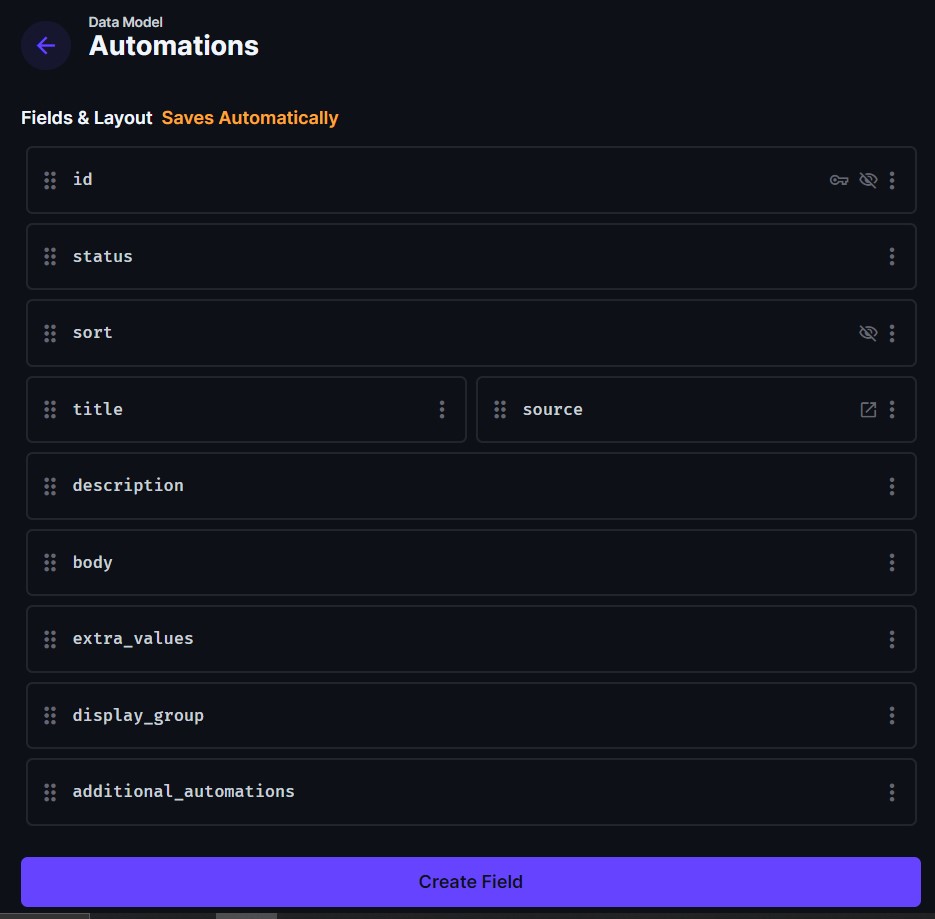 Data Model
Automations
Fields & Layout Saves Automatically
id
status
sort
title source
description
body
extra_values
display_group
additional_automations
Create Field